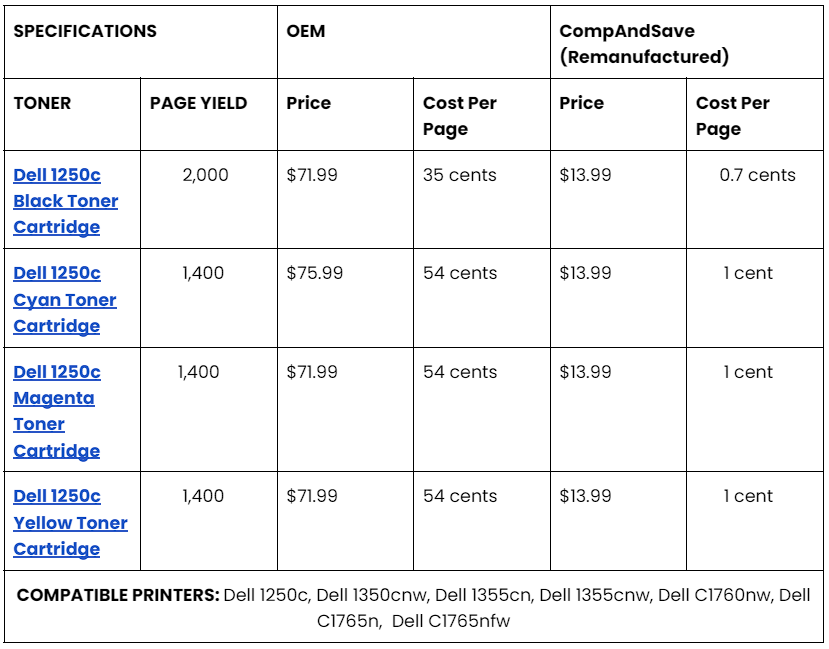 SPECIFICATIONS
OEM
CompAndSave
(Remanufactured)
TONER
PAGE YIELD
Price
Cost Per
Page
Price
Cost Per
Page
Dell 1250c
Black Toner
Cartridge
2,000
$71.99
35 cents
$13.99
0.7 cents
Dell 1250c
Cyan Toner
Cartridge
1,400
$75.99
54 cents
$13.99
1 cent
Dell 1250c
Magenta
Toner
Cartridge
1,400
$71.99
54 cents
$13.99
1 cent
Dell 1250c
Yellow Toner
Cartridge
1,400
$71.99
54 cents
$13.99
1 cent
COMPATIBLE PRINTERS: Dell 1250c, Dell 1350cnw, Dell 1355cn, Dell 1355cnw, Dell C1760nw, Dell
C1765n, Dell C1765nfw